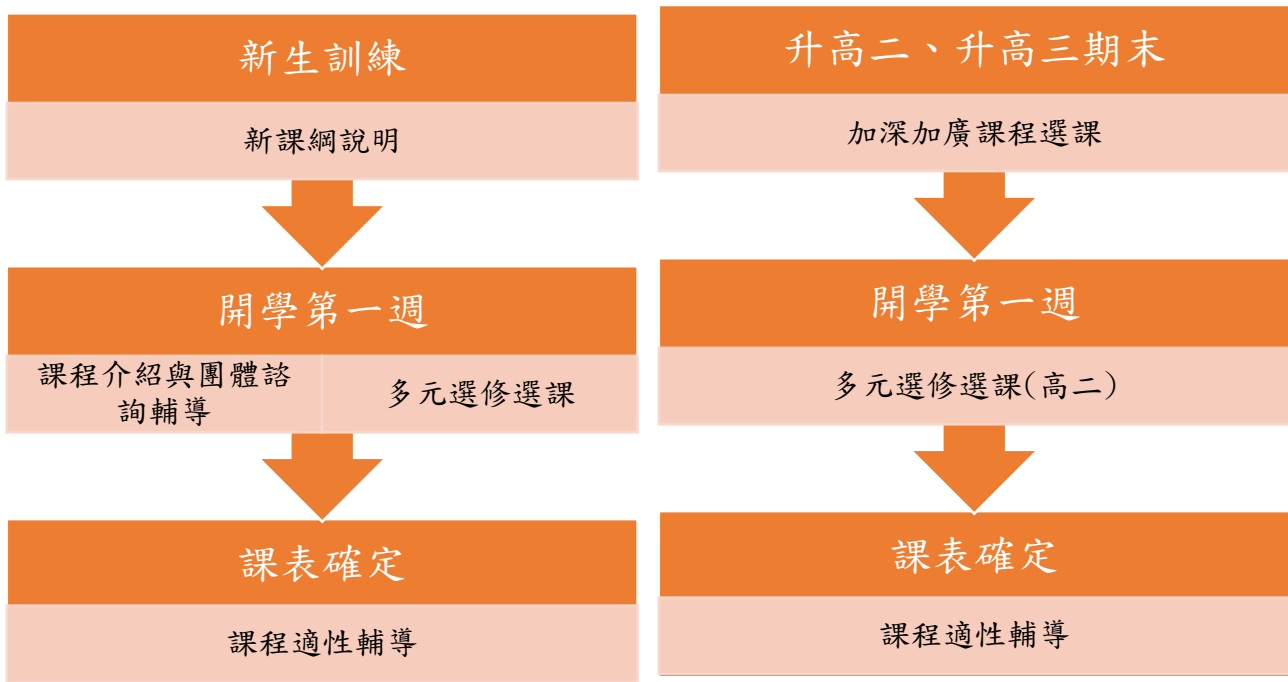 新生訓練
新課綱說明
開學第一週
課程介紹與團體諮
詢輔導
多元選修選課
課表確定
課程適性輔導
升高二、升高三期末
加深加廣課程選課
開學第一週
多元選修選課(高二)
課表確定
課程適性輔導